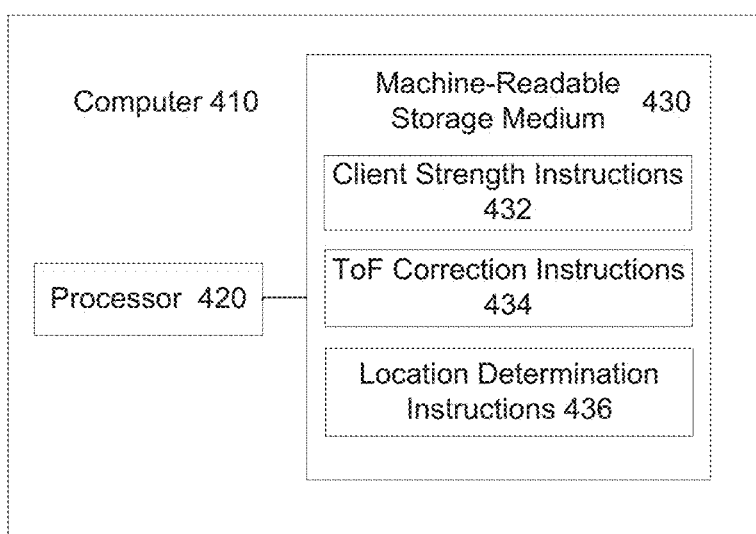 Computer 410
Machine-Readable
Storage Medium
430
Client Strength Instructions
432
ToF Correction Instructions
434
Processor 420
Location Determination
Instructions 436